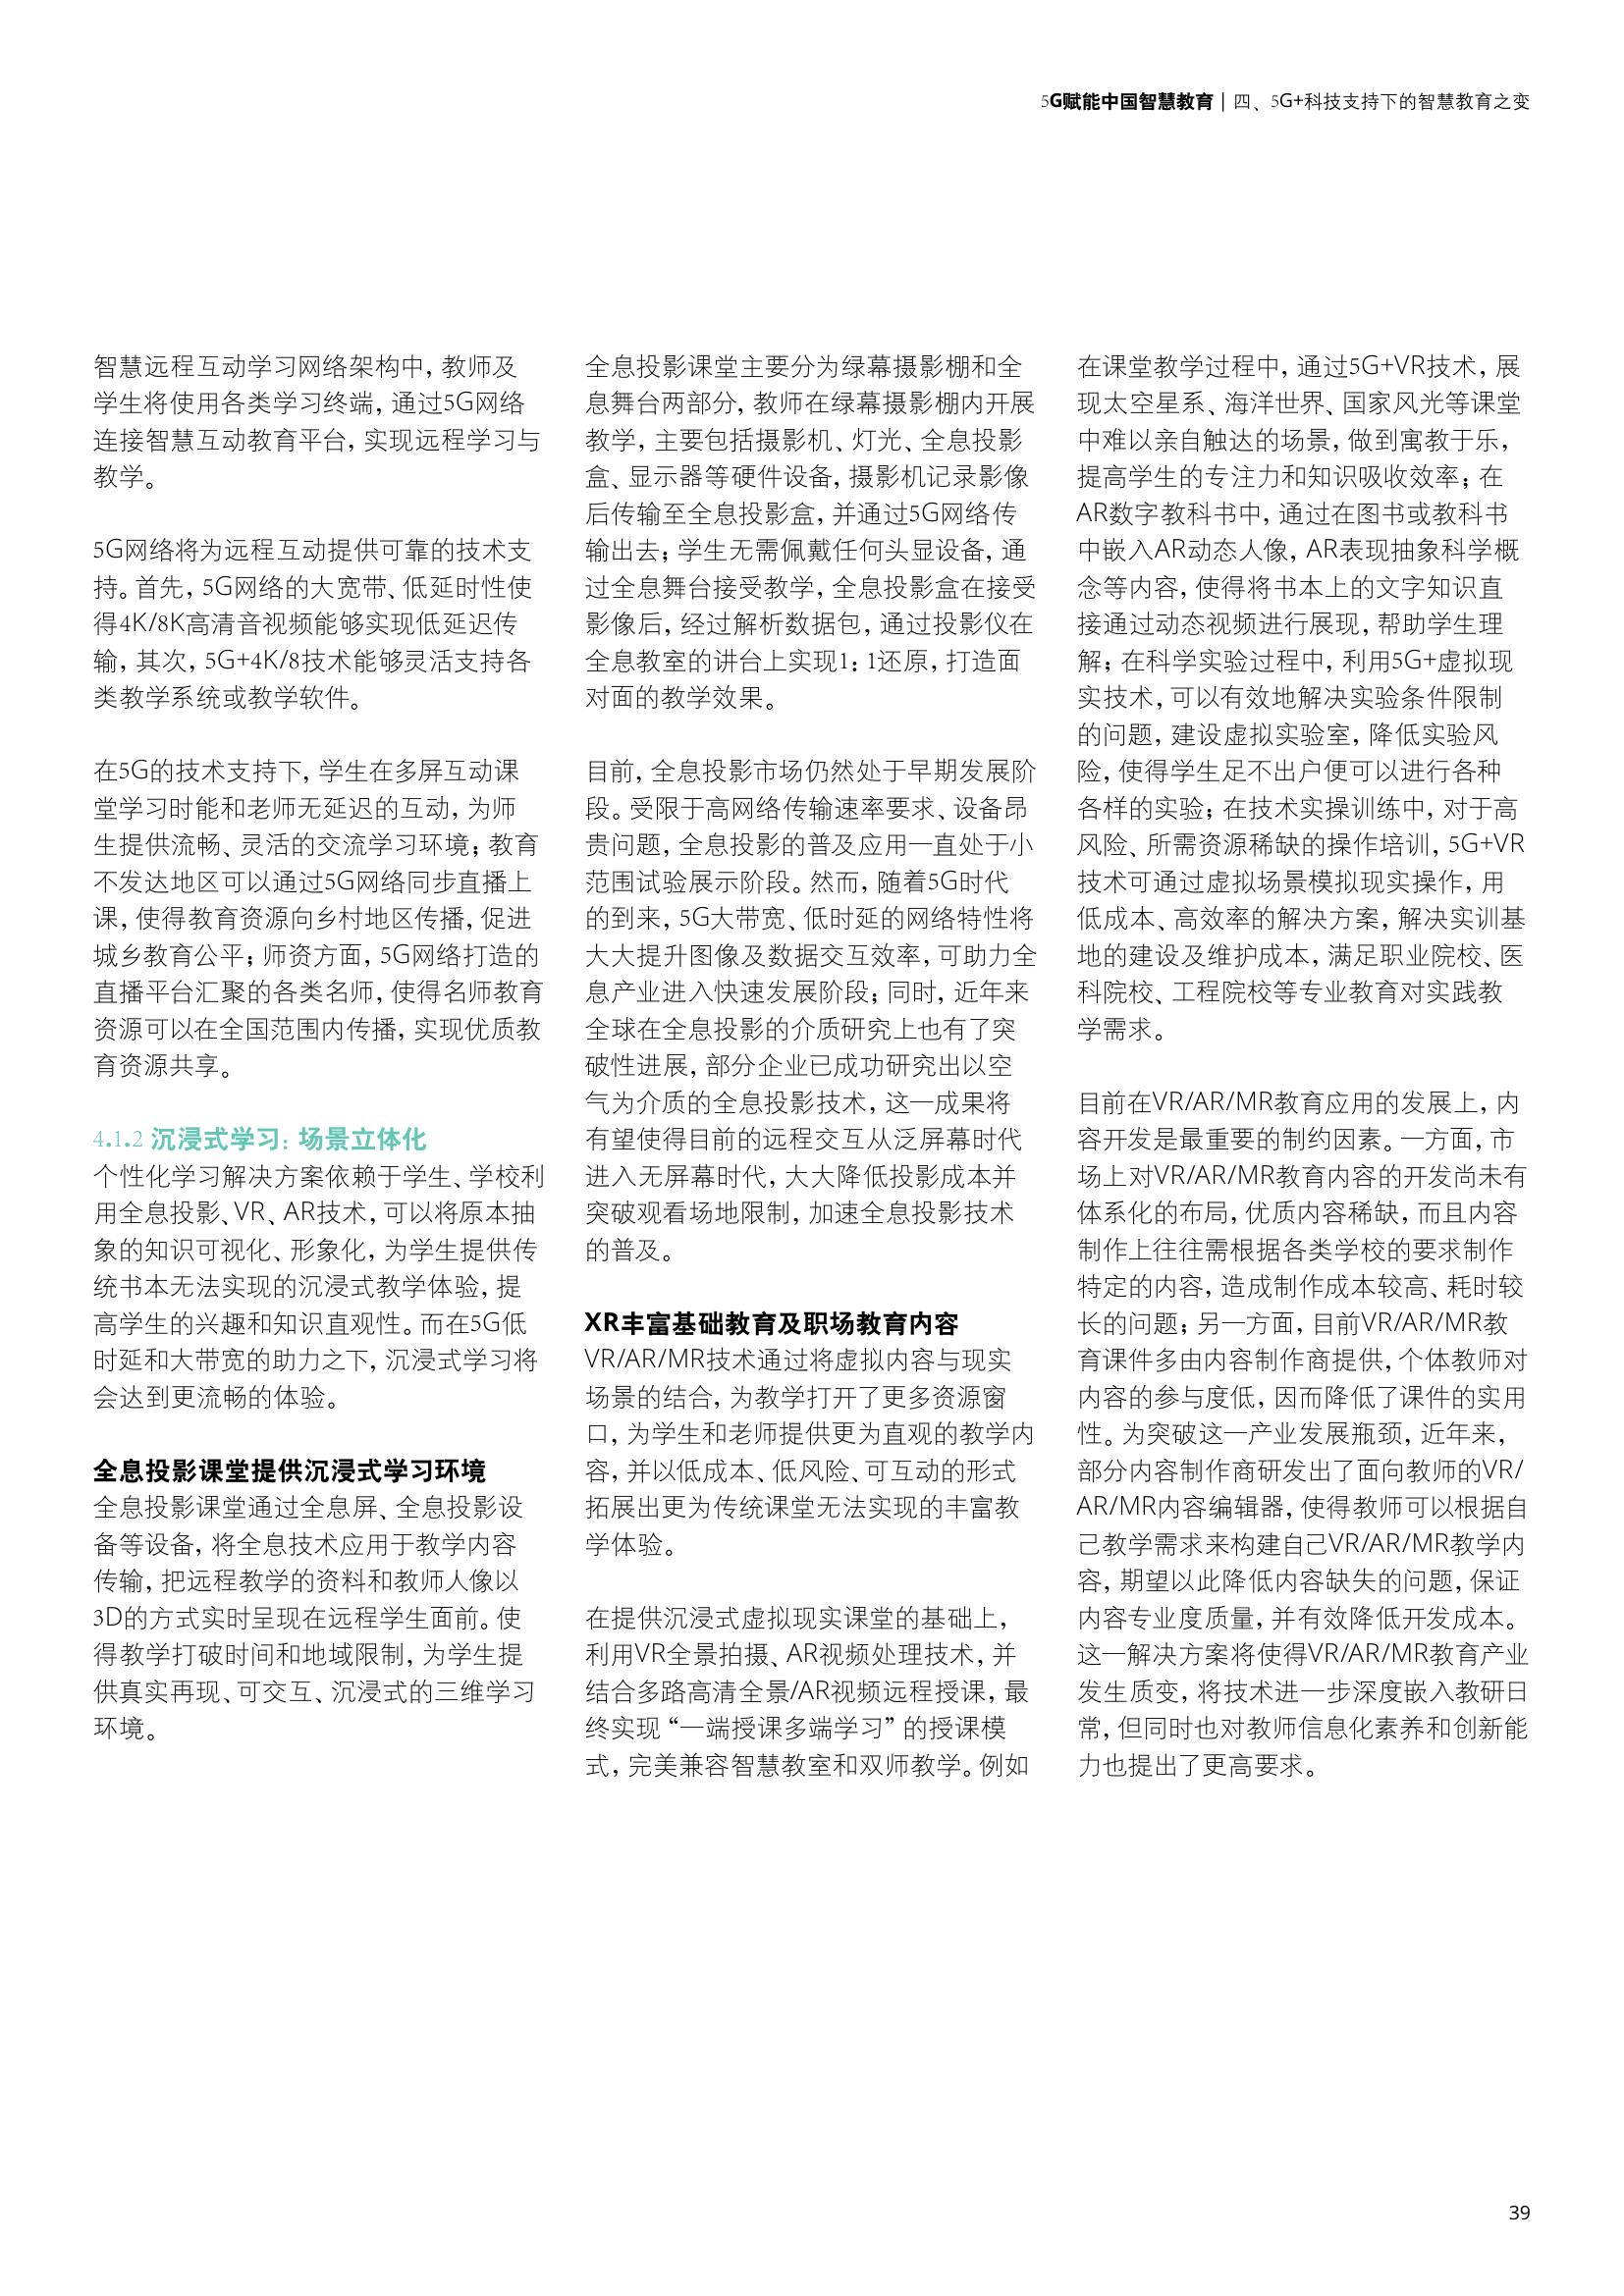 5G赋能中国智慧教育 | 四、5G+科技支持下的智慧教育之变
智慧远程互动学习网络架构中，教师及
学生将使用各类学习终端，通过5G网络
连接智慧互动教育平台，实现远程学习与
教学。
5G网络将为远程互动提供可靠的技术支
持。首先，5G网络的大宽带、低延时性使
得4K/8K高清音视频能够实现低延迟传
输，其次，5G+4K/8技术能够灵活支持各
类教学系统或教学软件。
在5G的技术支持下，学生在多屏互动课
堂学习时能和老师无延迟的互动，为师
生提供流畅、灵活的交流学习环境；教育
不发达地区可以通过5G网络同步直播上
课，使得教育资源向乡村地区传播，促进
城乡教育公平；师资方面，5G网络打造的
直播平台汇聚的各类名师，使得名师教育
资源可以在全国范围内传播，实现优质教
育资源共享。
4.1.2 沉浸式学习：场景立体化
个性化学习解决方案依赖于学生、学校利
用全息投影、VR、AR技术，可以将原本抽
象的知识可视化、形象化，为学生提供传
统书本无法实现的沉浸式教学体验，提
高学生的兴趣和知识直观性。而在5G低
时延和大带宽的助力之下，沉浸式学习将
会达到更流畅的体验。
全息投影课堂提供沉浸式学习环境
全息投影课堂通过全息屏、全息投影设
备等设备，将全息技术应用于教学内容
传输，把远程教学的资料和教师人像以
3D的方式实时呈现在远程学生面前。使
得教学打破时间和地域限制，为学生提
供真实再现、可交互、沉浸式的三维学习
环境。
全息投影课堂主要分为绿幕摄影棚和全
息舞台两部分，教师在绿幕摄影棚内开展
教学，主要包括摄影机、灯光、全息投影
盒、显示器等硬件设备，摄影机记录影像
后传输至全息投影盒，并通过5G网络传
输出去；学生无需佩戴任何头显设备，通
过全息舞台接受教学，全息投影盒在接受
影像后，经过解析数据包，通过投影仪在
全息教室的讲台上实现1：1还原，打造面
对面的教学效果。
目前，全息投影市场仍然处于早期发展阶
段。受限于高网络传输速率要求、设备昂
贵问题，全息投影的普及应用一直处于小
范围试验展示阶段。然而，随着5G时代
的到来，5G大带宽、低时延的网络特性将
大大提升图像及数据交互效率，可助力全
息产业进入快速发展阶段；同时，近年来
全球在全息投影的介质研究上也有了突
破性进展，部分企业已成功研究出以空
气为介质的全息投影技术，这一成果将
有望使得目前的远程交互从泛屏幕时代
进入无屏幕时代，大大降低投影成本并
突破观看场地限制，加速全息投影技术
的普及。
XR丰富基础教育及职场教育内容
VR/AR/MR技术通过将虚拟内容与现实
场景的结合，为教学打开了更多资源窗
口，为学生和老师提供更为直观的教学内
容，并以低成本、低风险、可互动的形式
拓展出更为传统课堂无法实现的丰富教
学体验。
在提供沉浸式虚拟现实课堂的基础上，
利用VR全景拍摄、AR视频处理技术，并
结合多路高清全景/AR视频远程授课，最
终实现“一端授课多端学习”的授课模
式，完美兼容智慧教室和双师教学。例如
在课堂教学过程中，通过5G+VR技术，展
现太空星系、海洋世界、国家风光等课堂
中难以亲自触达的场景，做到寓教于乐，
提高学生的专注力和知识吸收效率；在
AR数字教科书中，通过在图书或教科书
中嵌入AR动态人像，AR表现抽象科学概
念等内容，使得将书本上的文字知识直
接通过动态视频进行展现，帮助学生理
解；在科学实验过程中，利用5G+虚拟现
实技术，可以有效地解决实验条件限制
的问题，建设虚拟实验室，降低实验风
险，使得学生足不出户便可以进行各种
各样的实验；在技术实操训练中，对于高
风险、所需资源稀缺的操作培训，5G+VR
技术可通过虚拟场景模拟现实操作，用
低成本、高效率的解决方案，解决实训基
地的建设及维护成本，满足职业院校、医
科院校、工程院校等专业教育对实践教
学需求。
目前在VR/AR/MR教育应用的发展上，内
容开发是最重要的制约因素。一方面，市
场上对VR/AR/MR教育内容的开发尚未有
体系化的布局，优质内容稀缺，而且内容
制作上往往需根据各类学校的要求制作
特定的内容，造成制作成本较高、耗时较
长的问题；另一方面，目前VR/AR/MR教
育课件多由内容制作商提供，个体教师对
内容的参与度低，因而降低了课件的实用
性。为突破这一产业发展瓶颈，近年来，
部分内容制作商研发出了面向教师的VR/
AR/MR内容编辑器，使得教师可以根据自
己教学需求来构建自己VR/AR/MR教学内
容，期望以此降低内容缺失的问题，保证
内容专业度质量，并有效降低开发成本。
这一解决方案将使得VR/AR/MR教育产业
发生质变，将技术进一步深度嵌入教研日
常，但同时也对教师信息化素养和创新能
力也提出了更高要求。
39